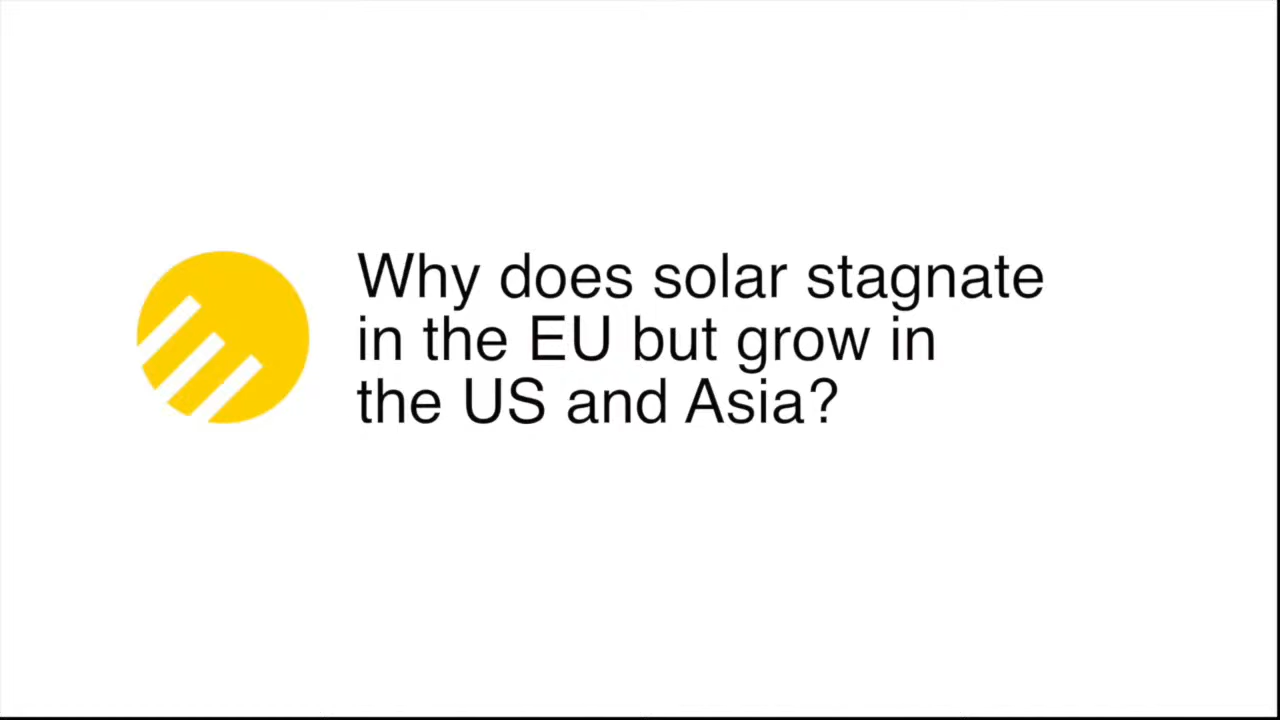 Why does solar stagnate
in the EU but grow in
the US and Asia?